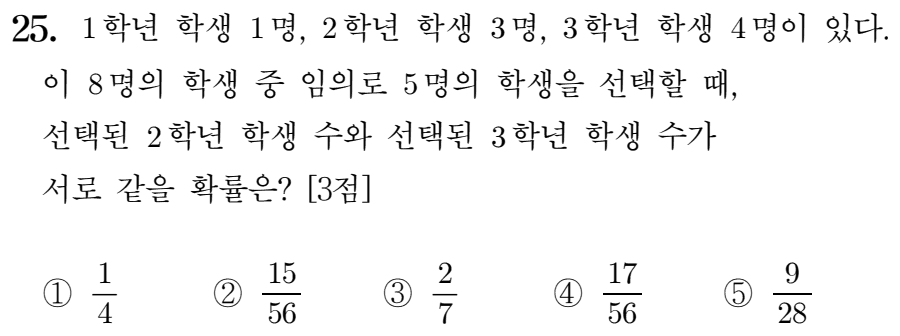 25. 1학년 학생 1명, 2학년 학생 3명, 3학년 학생 4명이 있다.
이 8명의 학생 중 임의로 5명의 학생을 선택할 때,
선택된 2학년 학생 수와 선택된 3학년 학생 수가
서로 같을 확률은? [3점]
① 1/4 ② 15/56 ③ 2/7 ④ 17/56 ⑤ 9/28